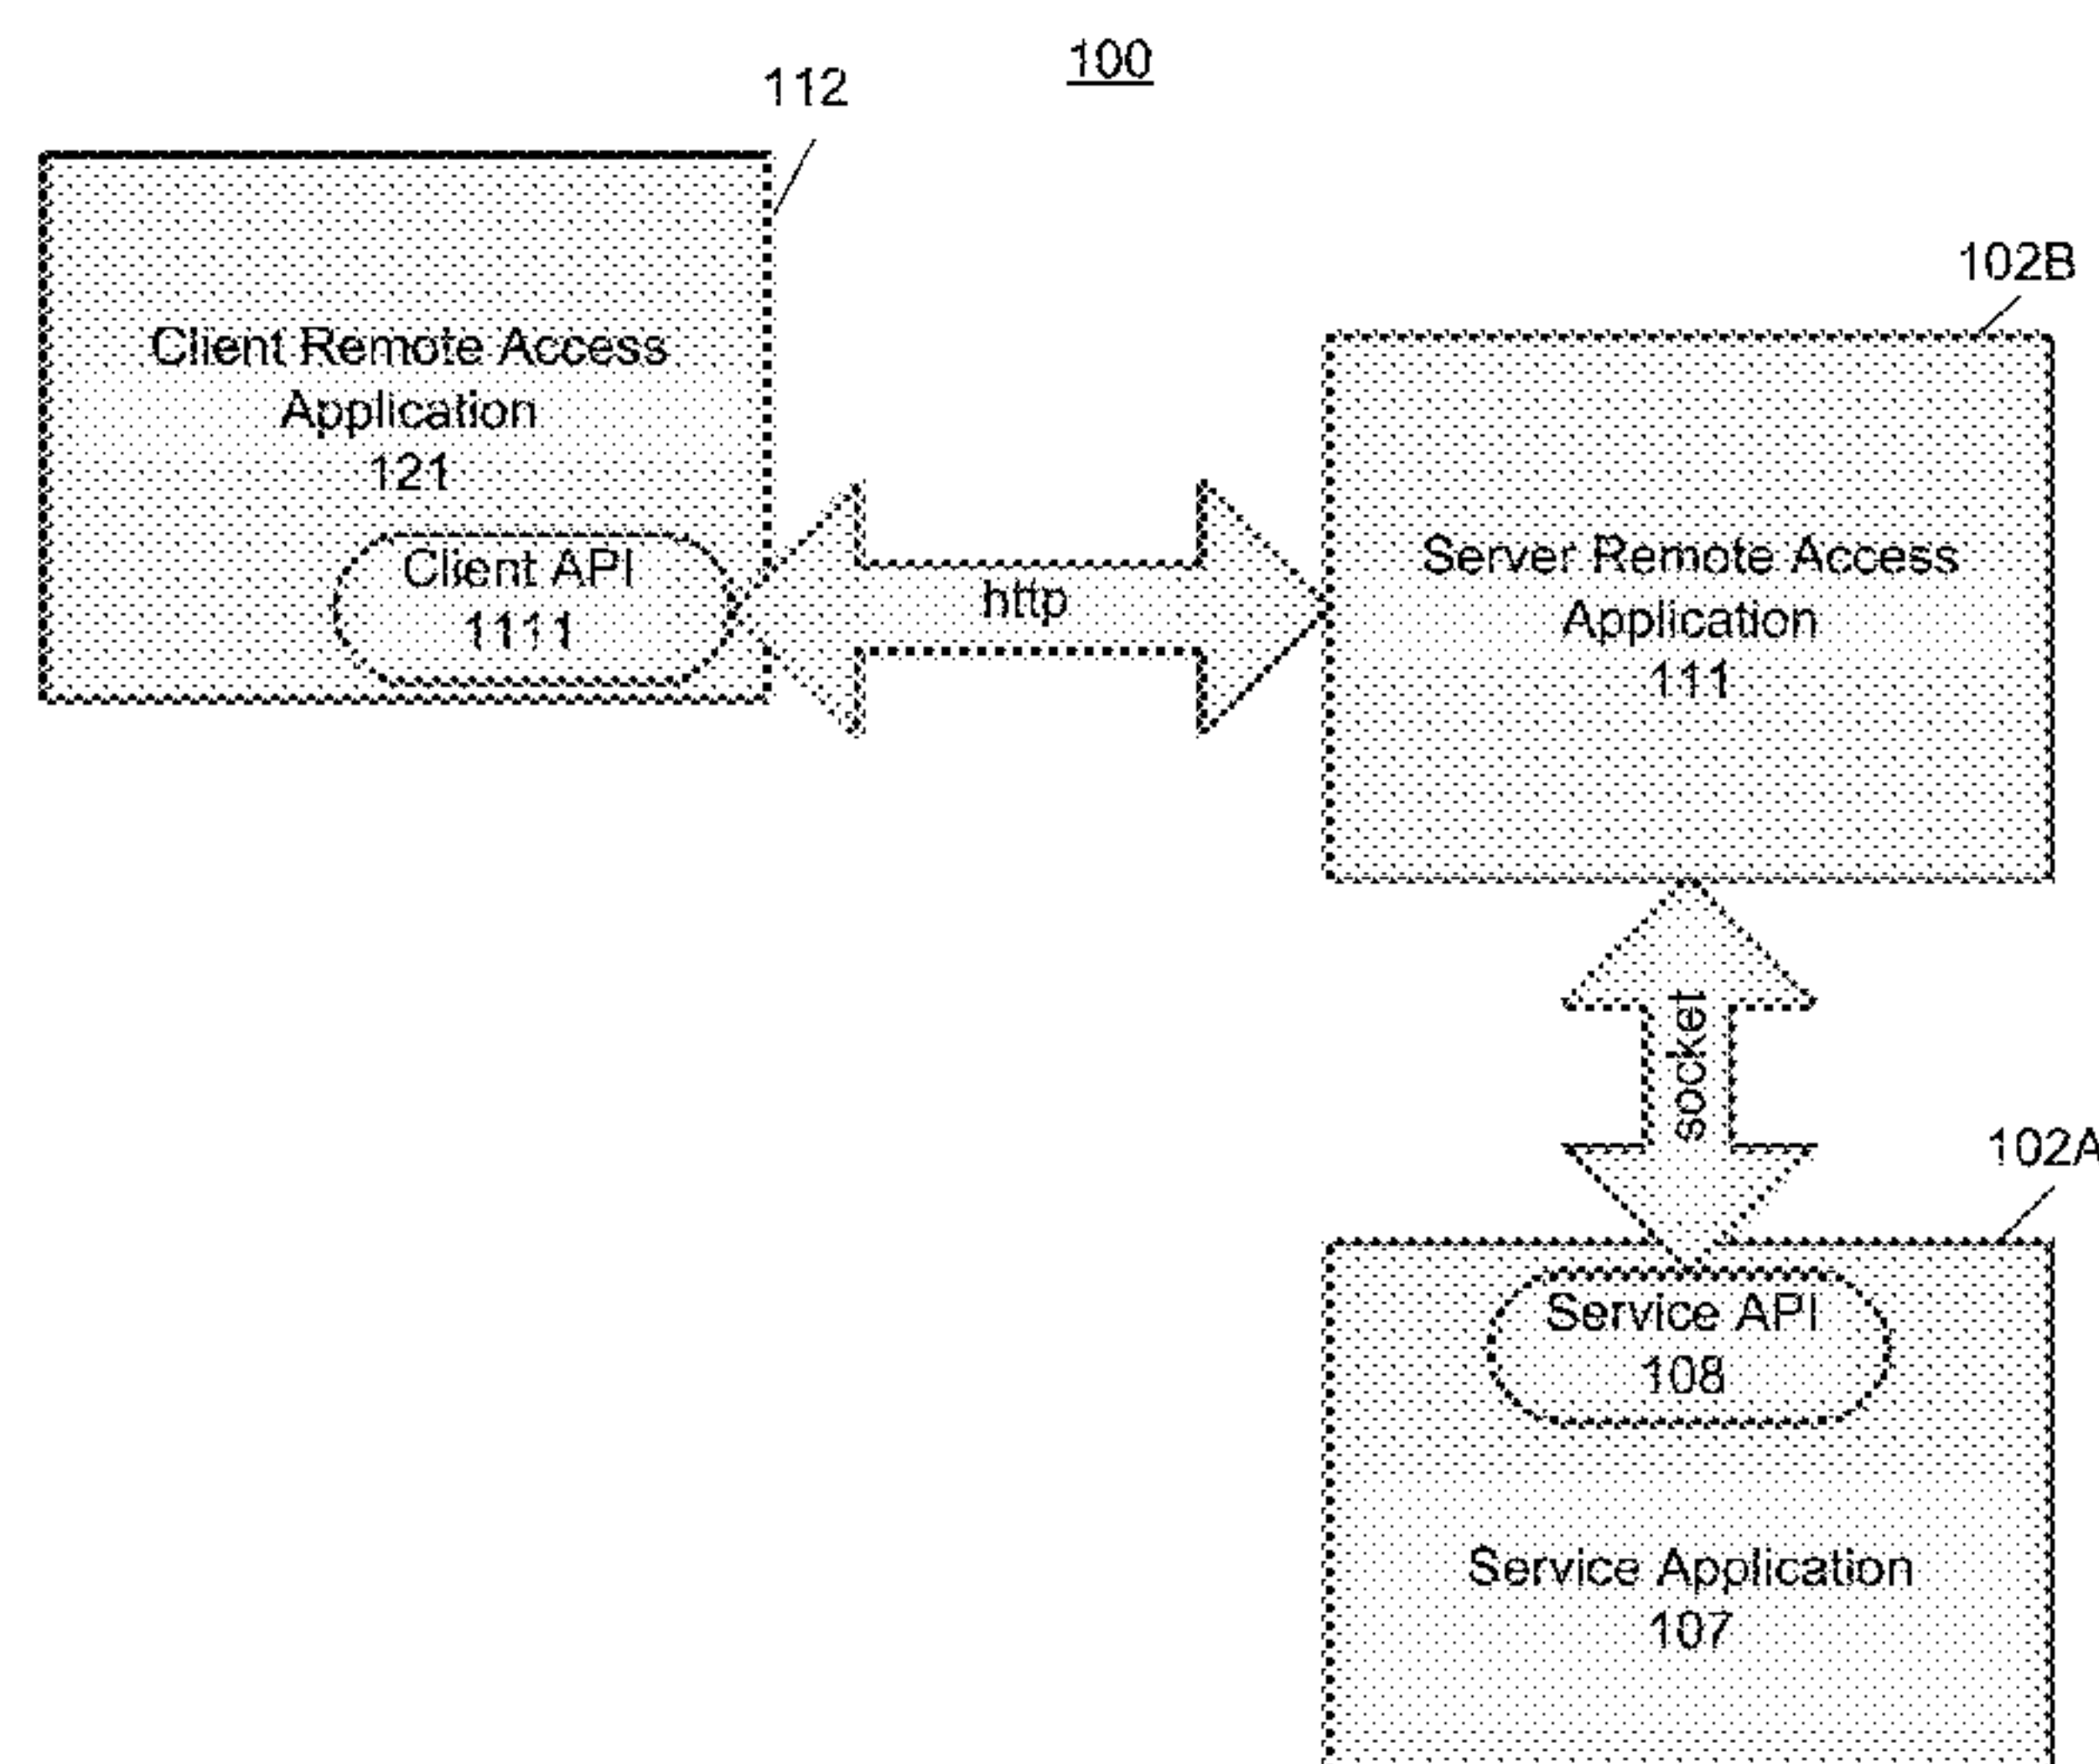 100
112
Client Remote Access
Application
121
Client API
1111
http
102B
Server Remote Access
Application
111
socket
102A
Service API
108
Service Application
107